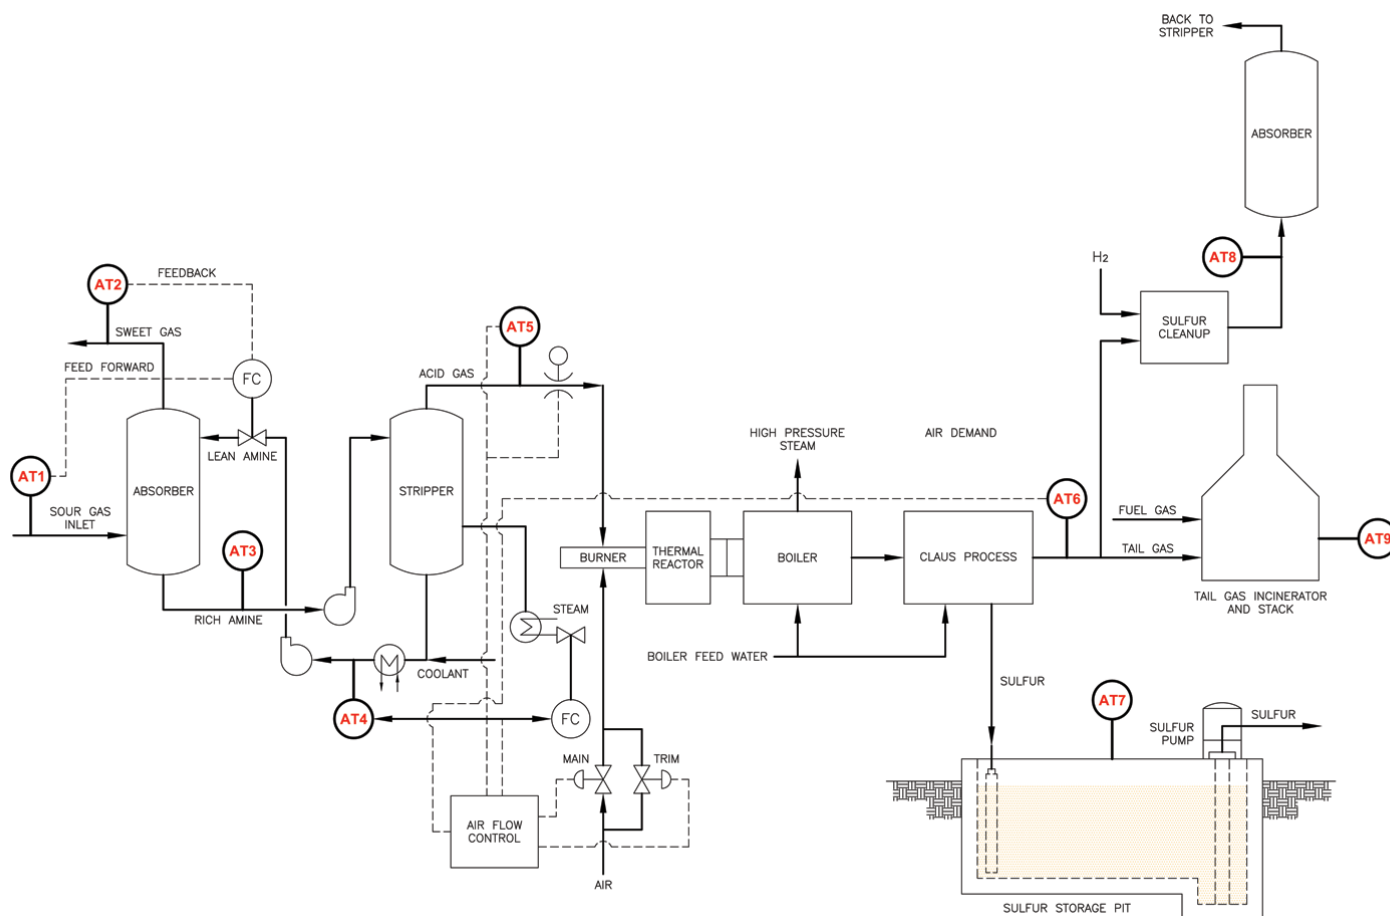 BACK TO
STRIPPER
ABSORBER
AT8
H2
SULFUR
CLEANUP
AT2
FEEDBACK
SWEET GAS
FEED FORWARD
FC
AT5
ACID GAS
LEAN AMINE
AT1
ABSORBER
STRIPPER
SOUR GAS
INLET
AT3
RICH AMINE
HIGH PRESSURE
STEAM
AIR DEMAND
AT6
FUEL GAS
TAIL GAS
AT9
TAIL GAS INCINERATOR
AND STACK
BURNER
THERMAL
REACTOR
BOILER
CLAUS PROCESS
STEAM
COOLANT
BOILER FEED WATER
AT4
FC
SULFUR
AT7
SULFUR
PUMP
SULFUR
MAIN
TRIM
AIR FLOW
CONTROL
AIR
SULFUR STORAGE PIT